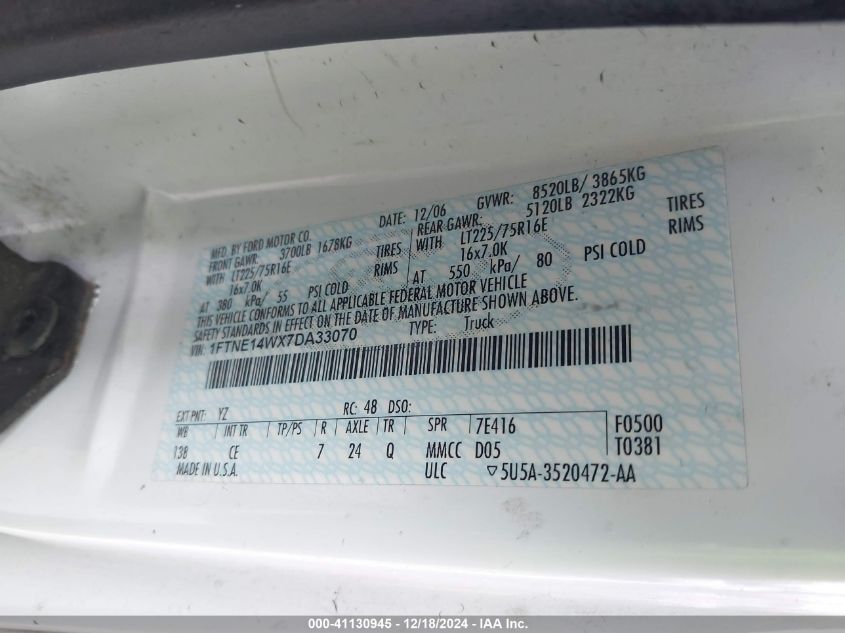 MFD. BY FORD MOTOR CO. DATE: 12/06 GVWR: 8520LB/ 3865KG
FRONT GAWR: 3700LB 1678KG REAR GAWR: 5120LB 2322KG
WITH LT225/75R16E TIRES WITH LT225/75R16E TIRES
16x7.0K RIMS 16x7.0K RIMS
AT 380 kPa/ 55 PSI COLD AT 550 kPa/ 80 PSI COLD
THIS VEHICLE CONFORMS TO ALL APPLICABLE FEDERAL MOTOR VEHICLE
SAFETY STANDARDS IN EFFECT ON THE DATE OF MANUFACTURE SHOWN ABOVE.
VIN: 1FTNE14WX7DA33070 TYPE: Truck
EXT PNT: YZ RC: 48 DSO:
WB INT TR TP/PS R AXLE TR SPR 7E416 F0500
138 CE 7 24 Q MMCC D05 T0381
MADE IN U.S.A. ULC ▽5U5A-3520472-AA
000-41130945 - 12/18/2024 - IAA Inc.